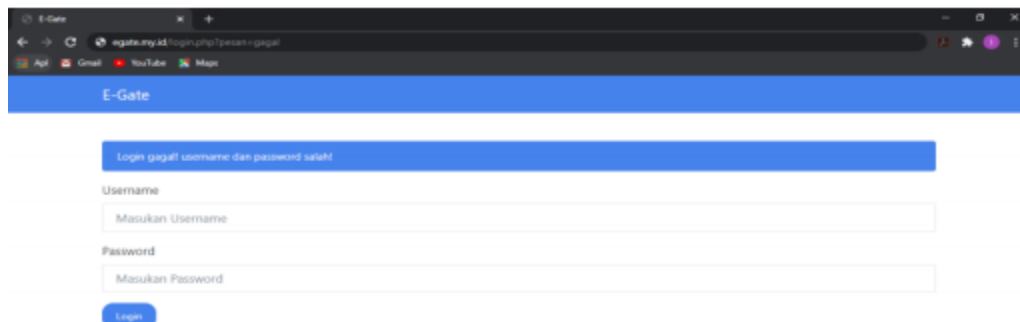 E-Gate
egate.my.id/login.php?pesan=gagal
Apl Gmail YouTube Maps
E-Gate
Login gagal! username dan password salah!
Username
Masukan Username
Password
Masukan Password
Login